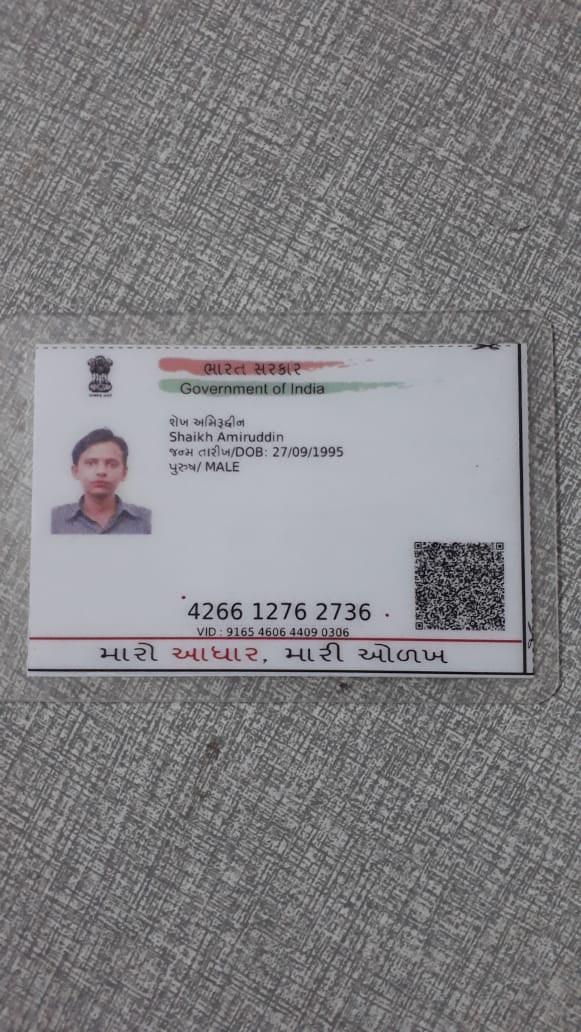 ભારત સરકાર
Government of India
શેખ અમિરૂદ્દીન
Shaikh Amiruddin
જન્મ તારીખ/DOB: 27/09/1995
પુરુષ/ MALE
4266 1276 2736
VID : 9165 4606 4409 0306
મારો આધાર, મારી ઓળખ